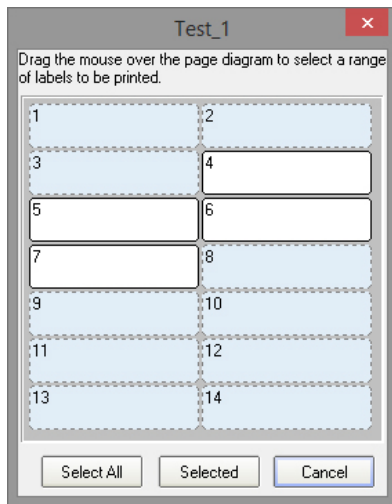 Test_1
Drag the mouse over the page diagram to select a range
of labels to be printed.
1 2
3 4
5 6
7 8
9 10
11 12
13 14
Select All Selected Cancel